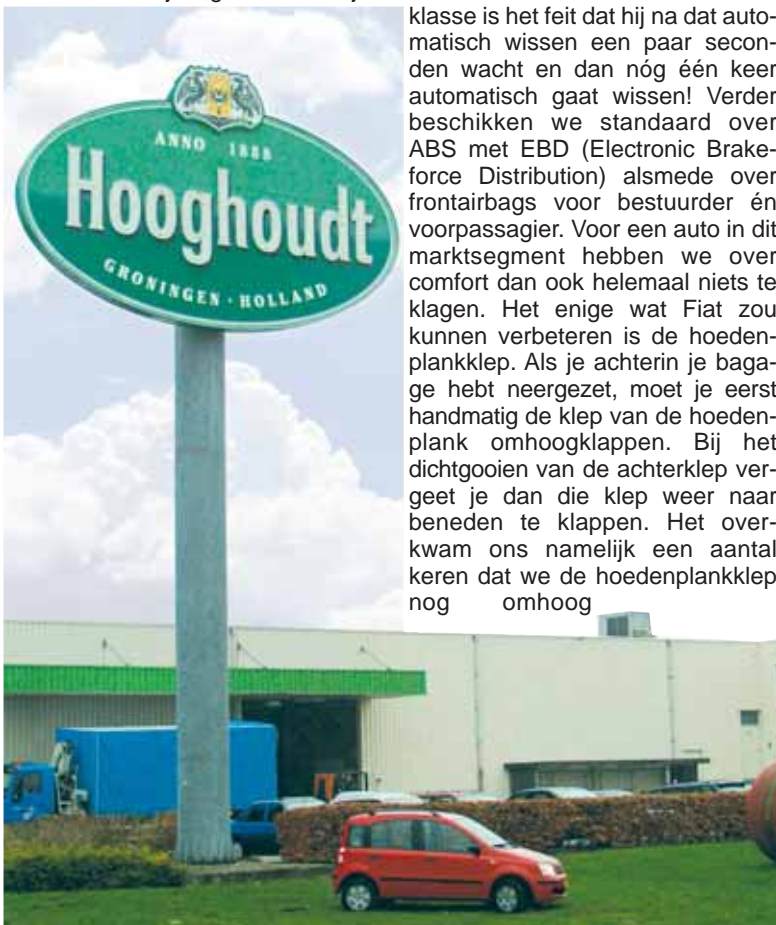 klasse is het feit dat hij na dat auto-
matisch wissen een paar secon-
den wacht en dan nóg één keer
automatisch gaat wissen! Verder
beschikken we standaard over
ABS met EBD (Electronic Brake-
force Distribution) alsmede over
frontairbags voor bestuurder én
voorpassagier. Voor een auto in dit
marktsegment hebben we over
comfort dan ook helemaal niets te
klagen. Het enige wat Fiat zou
kunnen verbeteren is de hoeden-
plankklep. Als je achterin je baga-
ge hebt neergezet, moet je eerst
handmatig de klep van de hoeden-
plank omhoogklappen. Bij het
dichtgooien van de achterklep ver-
geet je dan die klep weer naar
beneden te klappen. Het over-
kwam ons namelijk een aantal
keren dat we de hoedenplankklep
nog omhoog
ANNO 1888
Hooghoudt
GRONINGEN · HOLLAND